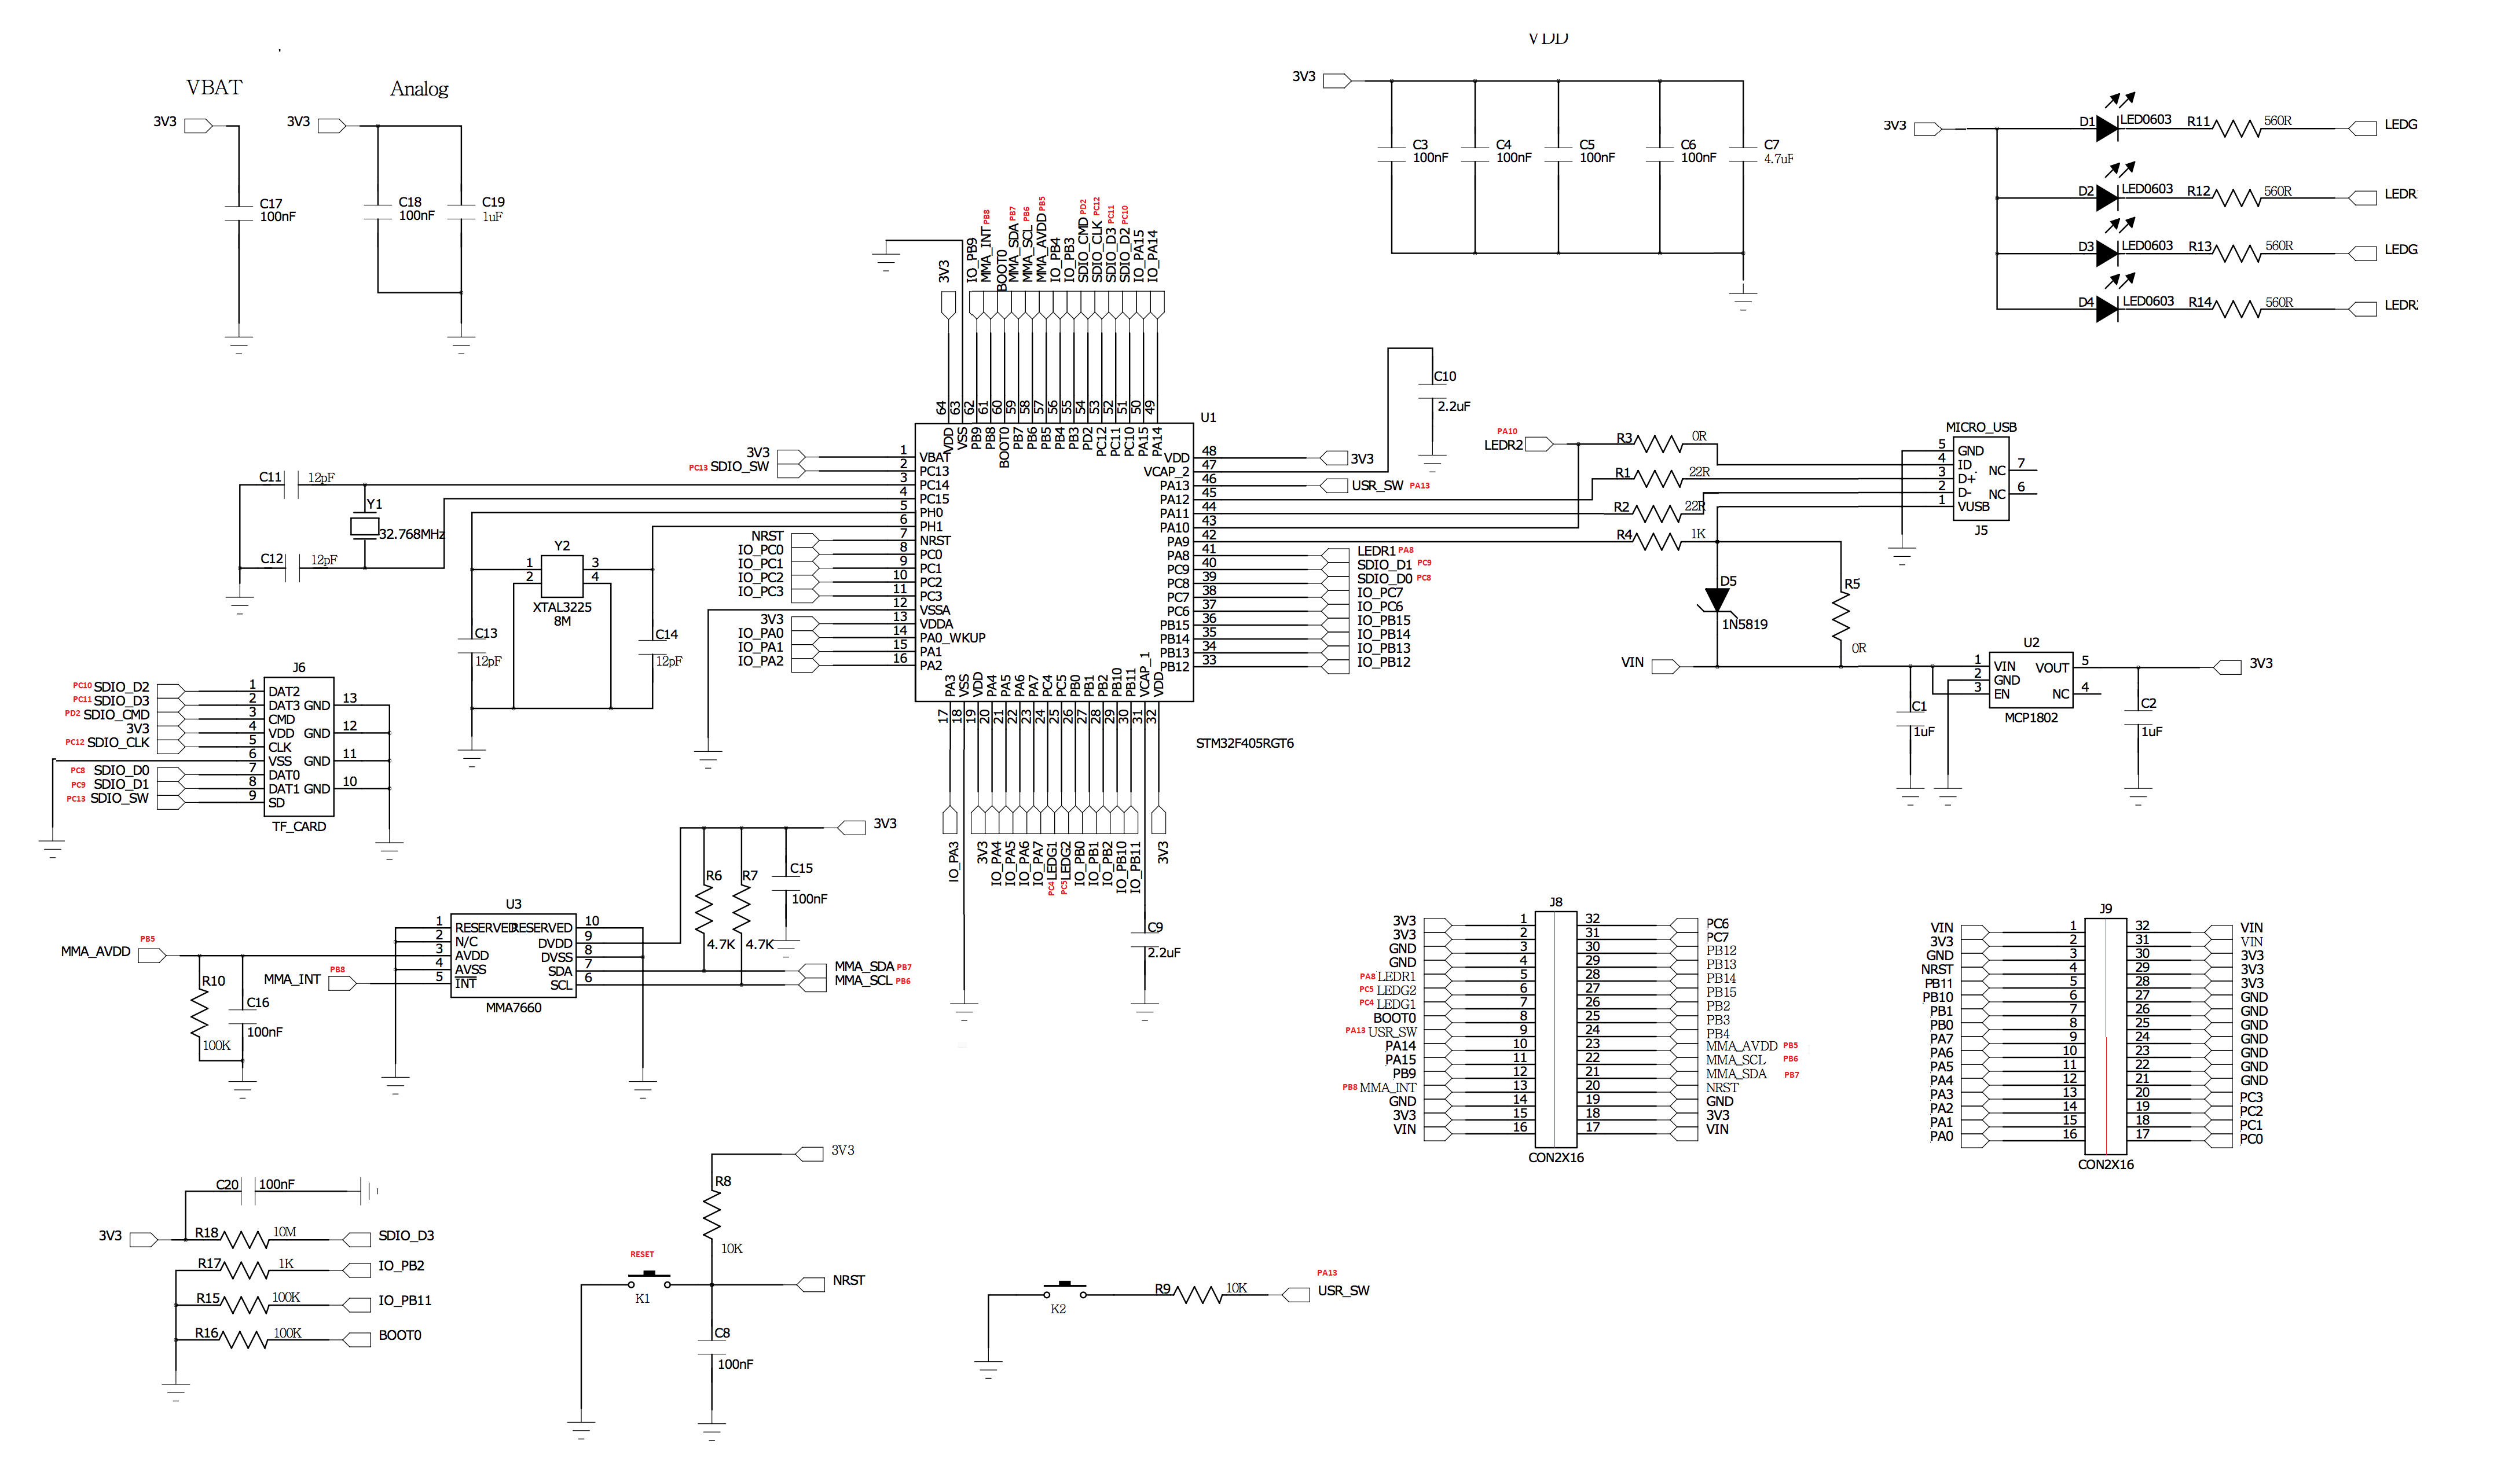 VDD
VBAT
Analog
3V3
3V3
3V3
C17
100nF
C18
100nF
C19
1uF
C3
100nF
C4
100nF
C5
100nF
C6
100nF
C7
4.7uF
3V3
D1 LED0603 R11 560R LEDG
D2 LED0603 R12 560R LEDR
D3 LED0603 R13 560R LEDG
D4 LED0603 R14 560R LEDR
3V3
IO_PB9
MMA_INT PB8
BOOT0
MMA_SDA PB7
MMA_SCL PB6
MMA_AVDD PB5
IO_PB4
IO_PB3
SDIO_CMD PD2
SDIO_CLK PC12
SDIO_D3 PC11
SDIO_D2 PC10
IO_PA15
IO_PA14
64 VDD
63 VSS
62 PB9
61 PB8
60 BOOT0
59 PB7
58 PB6
57 PB5
56 PB4
55 PB3
54 PD2
53 PC12
52 PC11
51 PC10
50 PA15
49 PA14
U1
3V3 1 VBAT
PC13 SDIO_SW 2 PC13
3 PC14
4 PC15
5 PH0
6 PH1
NRST 7 NRST
IO_PC0 8 PC0
IO_PC1 9 PC1
IO_PC2 10 PC2
IO_PC3 11 PC3
12 VSSA
3V3 13 VDDA
IO_PA0 14 PA0_WKUP
IO_PA1 15 PA1
IO_PA2 16 PA2
VDD 48 3V3
VCAP_2 47
PA13 46 USR_SW PA13
PA12 45
PA11 44
PA10 43
PA9 42
PA8 41 LEDR1 PA8
PC9 40 SDIO_D1 PC9
PC8 39 SDIO_D0 PC8
PC7 38 IO_PC7
PC6 37 IO_PC6
PB15 36 IO_PB15
PB14 35 IO_PB14
PB13 34 IO_PB13
PB12 33 IO_PB12
PA3 17 IO_PA3
VSS 18
VDD 19 3V3
PA4 20 IO_PA4
PA5 21 IO_PA5
PA6 22 IO_PA6
PA7 23 IO_PA7
PC4 24 LEDG1 PC4
PC5 25 LEDG2 PC5
PB0 26 IO_PB0
PB1 27 IO_PB1
PB2 28 IO_PB2
PB10 29 IO_PB10
PB11 30 IO_PB11
VCAP_1 31
VDD 32 3V3
STM32F405RGT6
C10
2.2uF
C9
2.2uF
C11 12pF
Y1
32.768MHz
C12 12pF
Y2
1 3
2 4
XTAL3225
8M
C13
12pF
C14
12pF
PA10
LEDR2
R3 0R
R1 22R
R2 22R
R4 1K
MICRO_USB
5 GND
4 ID
3 D+
2 D-
1 VUSB
NC 7
NC 6
J5
D5
1N5819
R5
0R
VIN
U2
1 VIN
2 GND
3 EN
VOUT 5
NC 4
MCP1802
3V3
C1
1uF
C2
1uF
J6
PC10 SDIO_D2 1 DAT2
PC11 SDIO_D3 2 DAT3 GND 13
PD2 SDIO_CMD 3 CMD
3V3 4 VDD GND 12
PC12 SDIO_CLK 5 CLK
6 VSS GND 11
PC8 SDIO_D0 7 DAT0
PC9 SDIO_D1 8 DAT1 GND 10
PC13 SDIO_SW 9 SD
TF_CARD
3V3
R6
4.7K
R7
4.7K
C15
100nF
U3
1 RESERVED RESERVED 10
2 N/C DVDD 9
3 AVDD DVSS 8
4 AVSS SDA 7
5 INT SCL 6
MMA7660
PB5
MMA_AVDD
PB8
MMA_INT
MMA_SDA PB7
MMA_SCL PB6
R10
100K
C16
100nF
J8
3V3 1 32 PC6
3V3 2 31 PC7
GND 3 30 PB12
GND 4 29 PB13
PA8 LEDR1 5 28 PB14
PC5 LEDG2 6 27 PB15
PC4 LEDG1 7 26 PB2
BOOT0 8 25 PB3
PA13 USR_SW 9 24 PB4
PA14 10 23 MMA_AVDD PB5
PA15 11 22 MMA_SCL PB6
PB9 12 21 MMA_SDA PB7
PB8 MMA_INT 13 20 NRST
GND 14 19 GND
3V3 15 18 3V3
VIN 16 17 VIN
CON2X16
J9
VIN 1 32 VIN
3V3 2 31 VIN
GND 3 30 3V3
NRST 4 29 3V3
PB11 5 28 3V3
PB10 6 27 GND
PB1 7 26 GND
PB0 8 25 GND
PA7 9 24 GND
PA6 10 23 GND
PA5 11 22 GND
PA4 12 21 GND
PA3 13 20 PC3
PA2 14 19 PC2
PA1 15 18 PC1
PA0 16 17 PC0
CON2X16
C20 100nF
3V3 R18 10M SDIO_D3
R17 1K IO_PB2
R15 100K IO_PB11
R16 100K BOOT0
3V3
R8
10K
RESET
K1
NRST
C8
100nF
K2
R9 10K
PA13
USR_SW